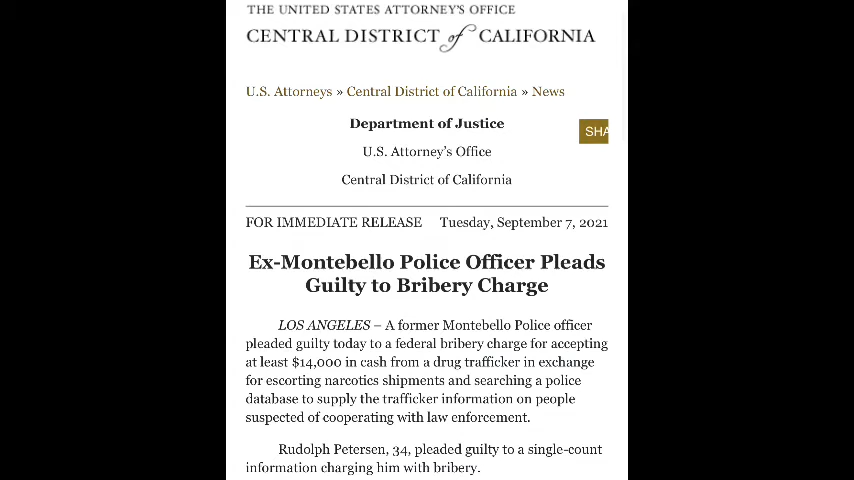 THE UNITED STATES ATTORNEY'S OFFICE
CENTRAL DISTRICT of CALIFORNIA
U.S. Attorneys » Central District of California » News
Department of Justice
SHA
U.S. Attorney's Office
Central District of California
FOR IMMEDIATE RELEASE Tuesday, September 7, 2021
Ex-Montebello Police Officer Pleads
Guilty to Bribery Charge
LOS ANGELES – A former Montebello Police officer
pleaded guilty today to a federal bribery charge for accepting
at least $14,000 in cash from a drug trafficker in exchange
for escorting narcotics shipments and searching a police
database to supply the trafficker information on people
suspected of cooperating with law enforcement.
Rudolph Petersen, 34, pleaded guilty to a single-count
information charging him with bribery.